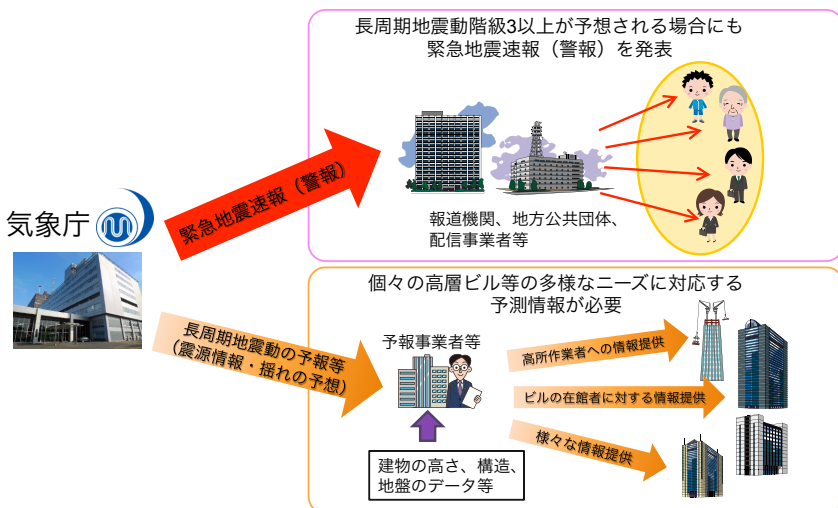 長周期地震動階級3以上が予想される場合にも
緊急地震速報（警報）を発表
緊急地震速報（警報）
報道機関、地方公共団体、
配信事業者等
気象庁
個々の高層ビル等の多様なニーズに対応する
予測情報が必要
長周期地震動の予報等
（震源情報・揺れの予想）
予報事業者等
高所作業者への情報提供
ビルの在館者に対する情報提供
様々な情報提供
建物の高さ、構造、
地盤のデータ等